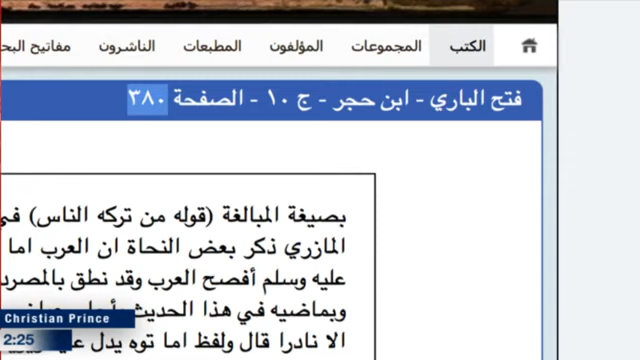 الكتب المجموعات المؤلفون المطبعات الناشرون مفاتيح البح
فتح الباري - ابن حجر - ج ١٠ - الصفحة ٣٨٠
بصيغة المبالغة (قوله من تركه الناس) في
المازري ذكر بعض النحاة ان العرب اما
عليه وسلم أفصح العرب وقد نطق بالمصدر
وبماضيه في هذا الحديث
الا نادرا قال ولفظ اما توه يدل
Christian Prince
2:25